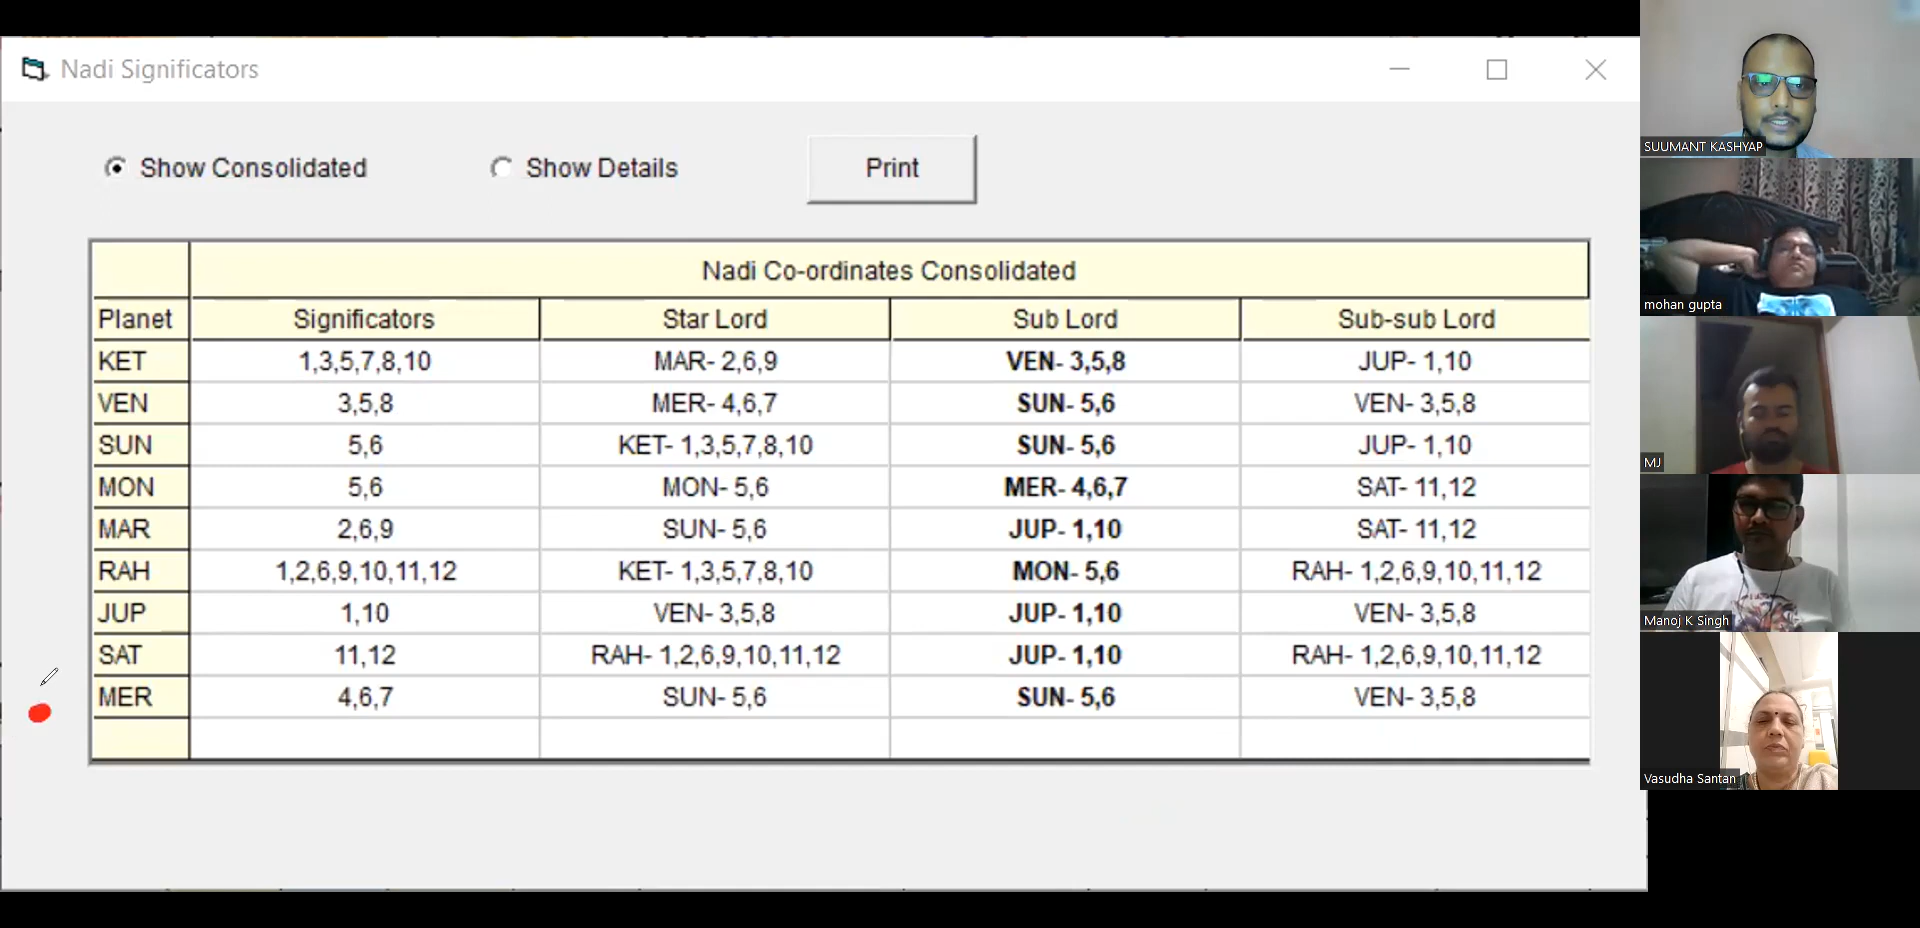 Nadi Significators
Show Consolidated Show Details Print
Nadi Co-ordinates Consolidated
Planet Significators Star Lord Sub Lord Sub-sub Lord
KET 1,3,5,7,8,10 MAR- 2,6,9 VEN- 3,5,8 JUP- 1,10
VEN 3,5,8 MER- 4,6,7 SUN- 5,6 VEN- 3,5,8
SUN 5,6 KET- 1,3,5,7,8,10 SUN- 5,6 JUP- 1,10
MON 5,6 MON- 5,6 MER- 4,6,7 SAT- 11,12
MAR 2,6,9 SUN- 5,6 JUP- 1,10 SAT- 11,12
RAH 1,2,6,9,10,11,12 KET- 1,3,5,7,8,10 MON- 5,6 RAH- 1,2,6,9,10,11,12
JUP 1,10 VEN- 3,5,8 JUP- 1,10 VEN- 3,5,8
SAT 11,12 RAH- 1,2,6,9,10,11,12 JUP- 1,10 RAH- 1,2,6,9,10,11,12
MER 4,6,7 SUN- 5,6 SUN- 5,6 VEN- 3,5,8
SUUMANT KASHYAP
mohan gupta
MJ
Manoj K Singh
Vasudha Santan